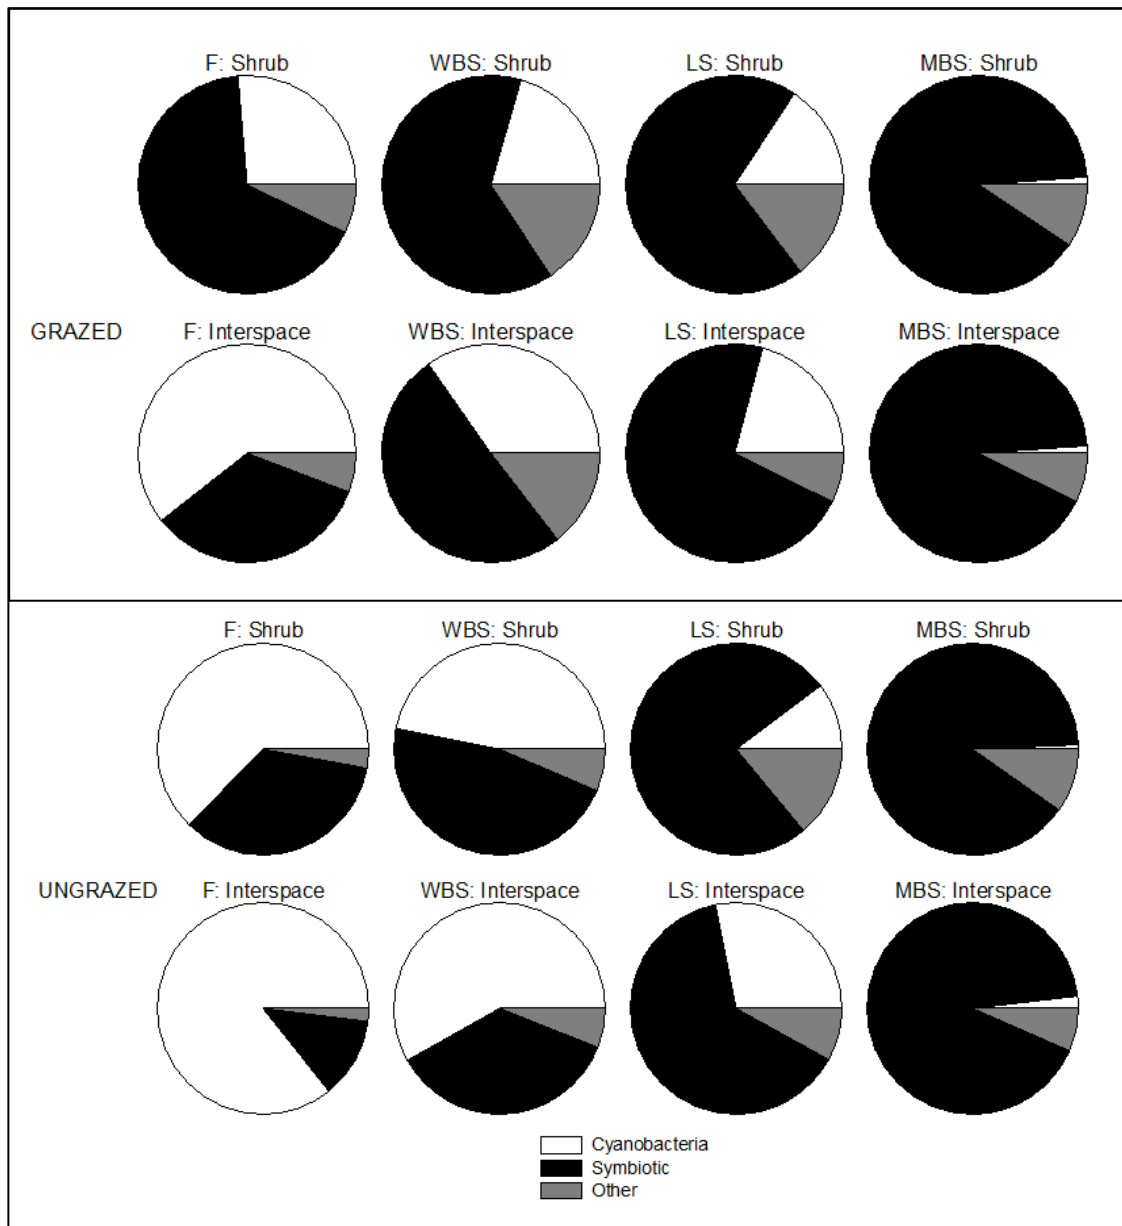 F: Shrub WBS: Shrub LS: Shrub MBS: Shrub
GRAZED F: Interspace WBS: Interspace LS: Interspace MBS: Interspace
F: Shrub WBS: Shrub LS: Shrub MBS: Shrub
UNGRAZED F: Interspace WBS: Interspace LS: Interspace MBS: Interspace
Cyanobacteria
Symbiotic
Other